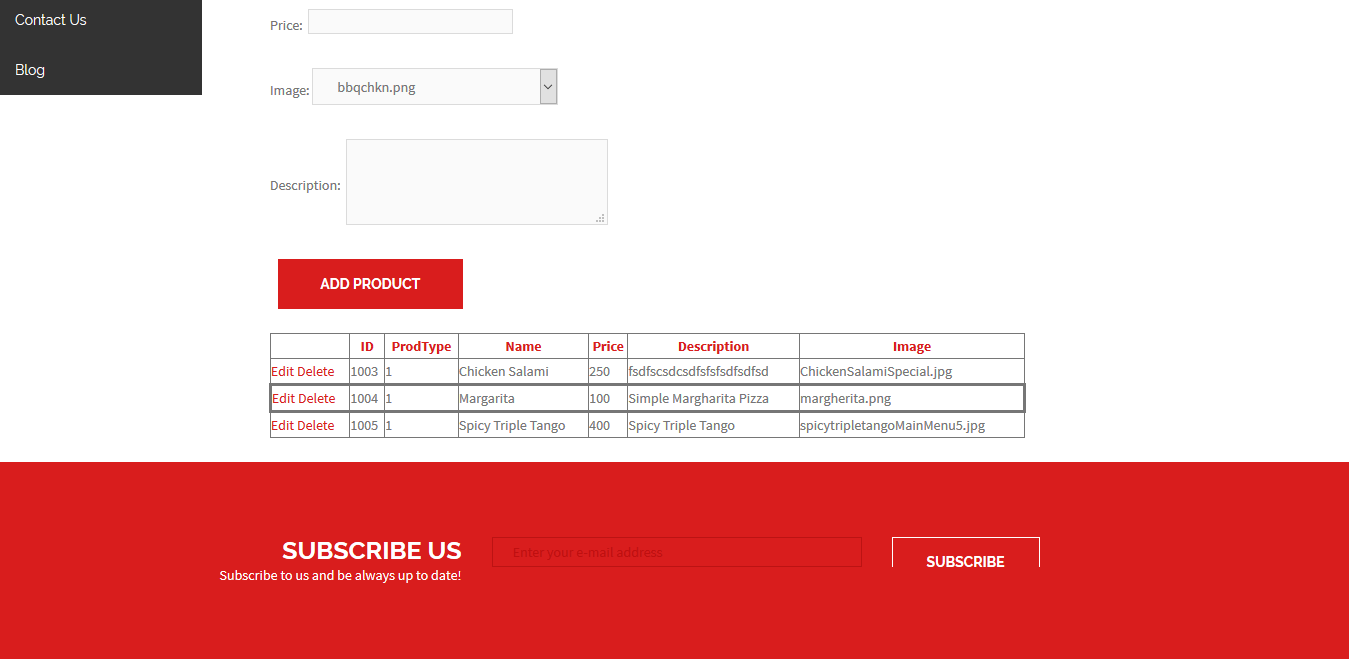 Contact Us
Blog
Price:
Image: bbqchkn.png
Description:
ADD PRODUCT
ID ProdType Name Price Description Image
Edit Delete 1003 1 Chicken Salami 250 fsdfscsdcsdfsfsfsdfsdfsd ChickenSalamiSpecial.jpg
Edit Delete 1004 1 Margarita 100 Simple Margharita Pizza margherita.png
Edit Delete 1005 1 Spicy Triple Tango 400 Spicy Triple Tango spicytripletangoMainMenu5.jpg
SUBSCRIBE US
Subscribe to us and be always up to date!
Enter your e-mail address
SUBSCRIBE